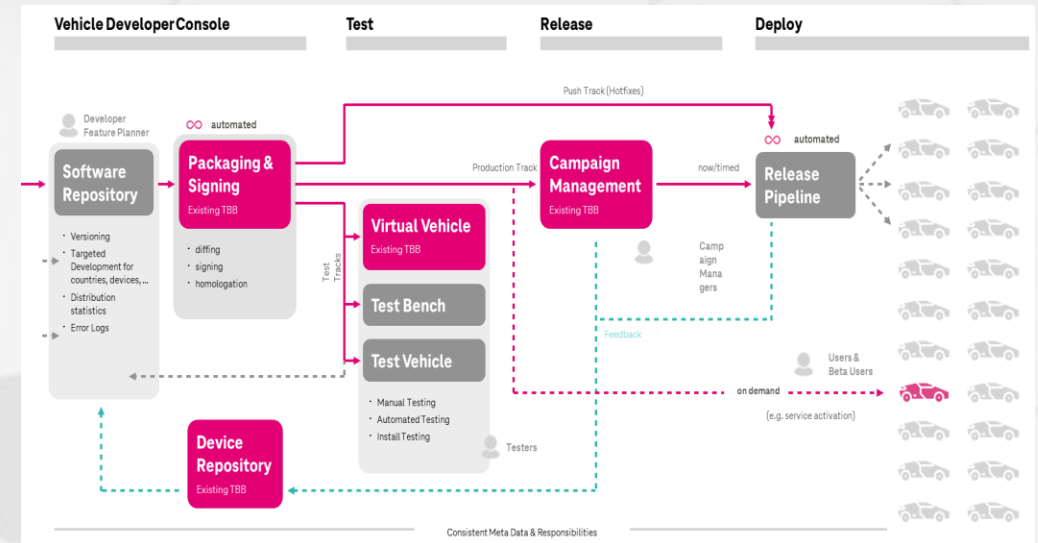 Vehicle Developer Console
Test
Release
Deploy
Push Track (Hotfixes)
Developer
Feature Planner
automated
automated
Software
Repository
Packaging &
Signing
Existing TBB
Production Track
Campaign
Management
Existing TBB
now/timed
Release
Pipeline
Versioning
Targeted
Development for
countries, devices, ...
Distribution
statistics
Error Logs
diffing
signing
homologation
Test
Tracks
Virtual Vehicle
Existing TBB
Test Bench
Test Vehicle
Manual Testing
Automated Testing
Install Testing
Testers
Camp
aign
Mana
gers
Feedback
Users &
Beta Users
on demand
(e.g. service activation)
Device
Repository
Existing TBB
Consistent Meta Data & Responsibilities